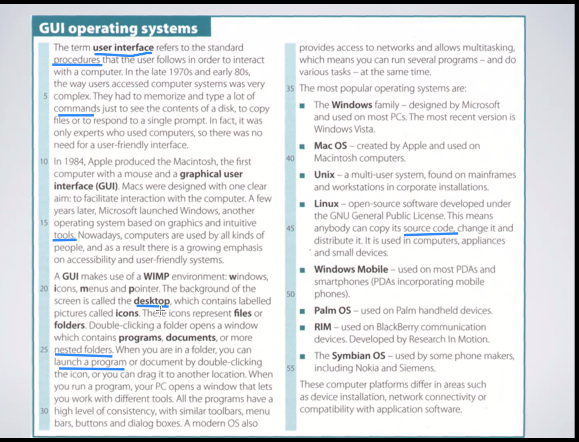 GUI operating systems
The term user interface refers to the standard
procedures that the user follows in order to interact
with a computer. In the late 1970s and early 80s,
the way users accessed computer systems was very
5 complex. They had to memorize and type a lot of
commands just to see the contents of a disk, to copy
files or to respond to a single prompt. In fact, it was
only experts who used computers, so there was no
need for a user-friendly interface.
10 In 1984, Apple produced the Macintosh, the first
computer with a mouse and a graphical user
interface (GUI). Macs were designed with one clear
aim: to facilitate interaction with the computer. A few
years later, Microsoft launched Windows, another
15 operating system based on graphics and intuitive
tools. Nowadays, computers are used by all kinds of
people, and as a result there is a growing emphasis
on accessibility and user-friendly systems.
A GUI makes use of a WIMP environment: windows,
20 icons, menus and pointer. The background of the
screen is called the desktop, which contains labelled
pictures called icons. These icons represent files or
folders. Double-clicking a folder opens a window
which contains programs, documents, or more
25 nested folders. When you are in a folder, you can
launch a program or document by double-clicking
the icon, or you can drag it to another location. When
you run a program, your PC opens a window that lets
you work with different tools. All the programs have a
30 high level of consistency, with similar toolbars, menu
bars, buttons and dialog boxes. A modern OS also
provides access to networks and allows multitasking,
which means you can run several programs – and do
various tasks – at the same time.
35 The most popular operating systems are:
■ The Windows family – designed by Microsoft
and used on most PCs. The most recent version is
Windows Vista.
■ Mac OS – created by Apple and used on
40 Macintosh computers.
■ Unix – a multi-user system, found on mainframes
and workstations in corporate installations.
■ Linux – open-source software developed under
the GNU General Public License. This means
45 anybody can copy its source code, change it and
distribute it. It is used in computers, appliances
and small devices.
■ Windows Mobile – used on most PDAs and
smartphones (PDAs incorporating mobile
50 phones).
■ Palm OS – used on Palm handheld devices.
■ RIM – used on BlackBerry communication
devices. Developed by Research In Motion.
■ The Symbian OS – used by some phone makers,
55 including Nokia and Siemens.
These computer platforms differ in areas such
as device installation, network connectivity or
compatibility with application software.